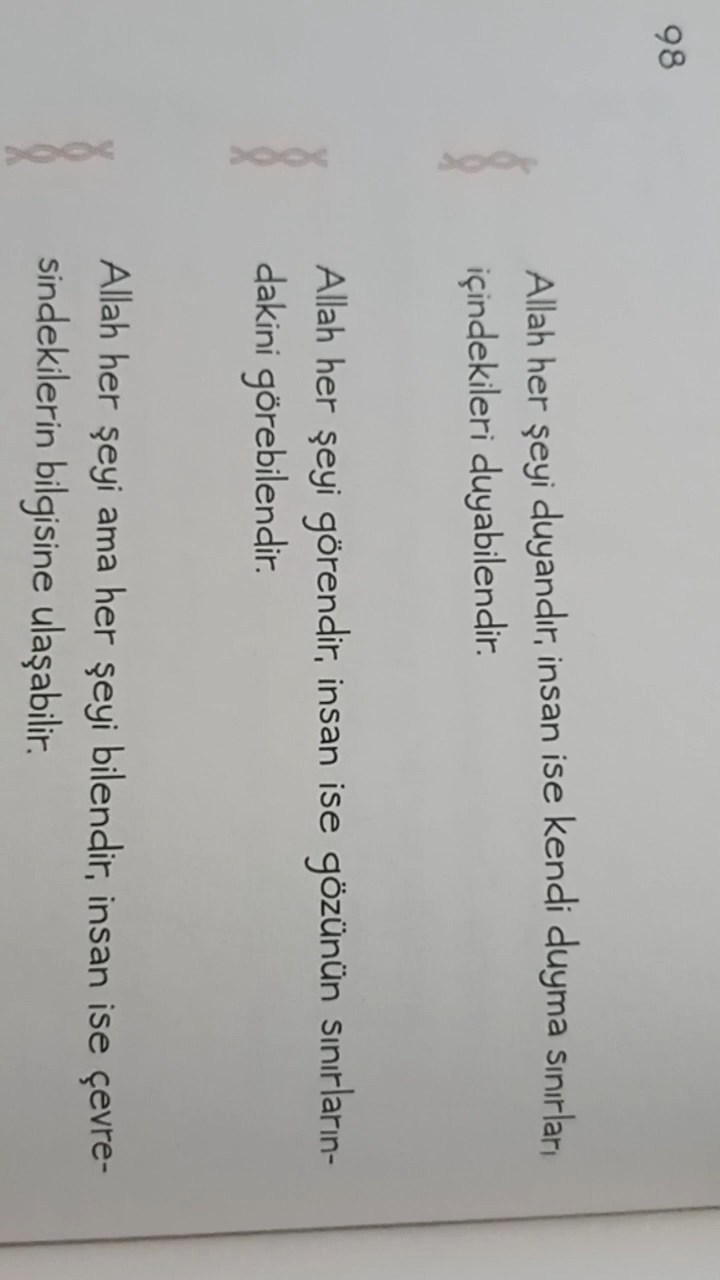 98
Allah her şeyi duyandır, insan ise kendi duyma sınırları
içindekileri duyabilendir.
Allah her şeyi görendir, insan ise gözünün sınırların-
dakini görebilendir.
Allah her şeyi ama her şeyi bilendir, insan ise çevre-
sindekilerin bilgisine ulaşabilir.